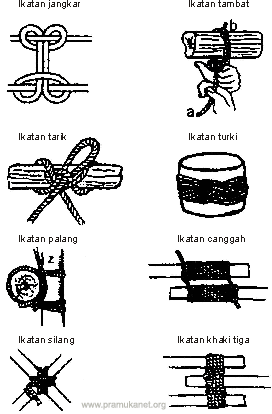 Ikatan jangkar
Ikatan tambat
b
a
Ikatan tarik
Ikatan turki
Ikatan palang
Ikatan canggah
z
Ikatan silang
Ikatan khaki tiga
www.pramukanet.org